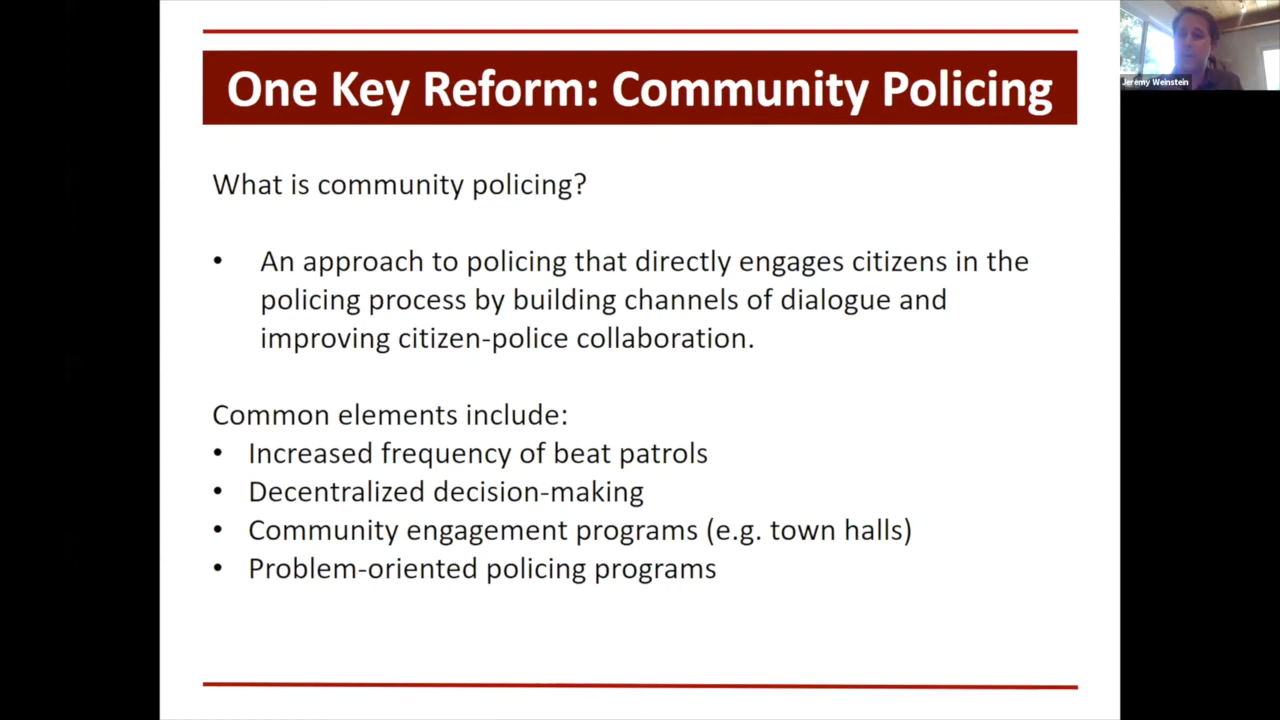 One Key Reform: Community Policing
Jeremy Weinstein
What is community policing?
• An approach to policing that directly engages citizens in the
policing process by building channels of dialogue and
improving citizen-police collaboration.
Common elements include:
• Increased frequency of beat patrols
• Decentralized decision-making
• Community engagement programs (e.g. town halls)
• Problem-oriented policing programs